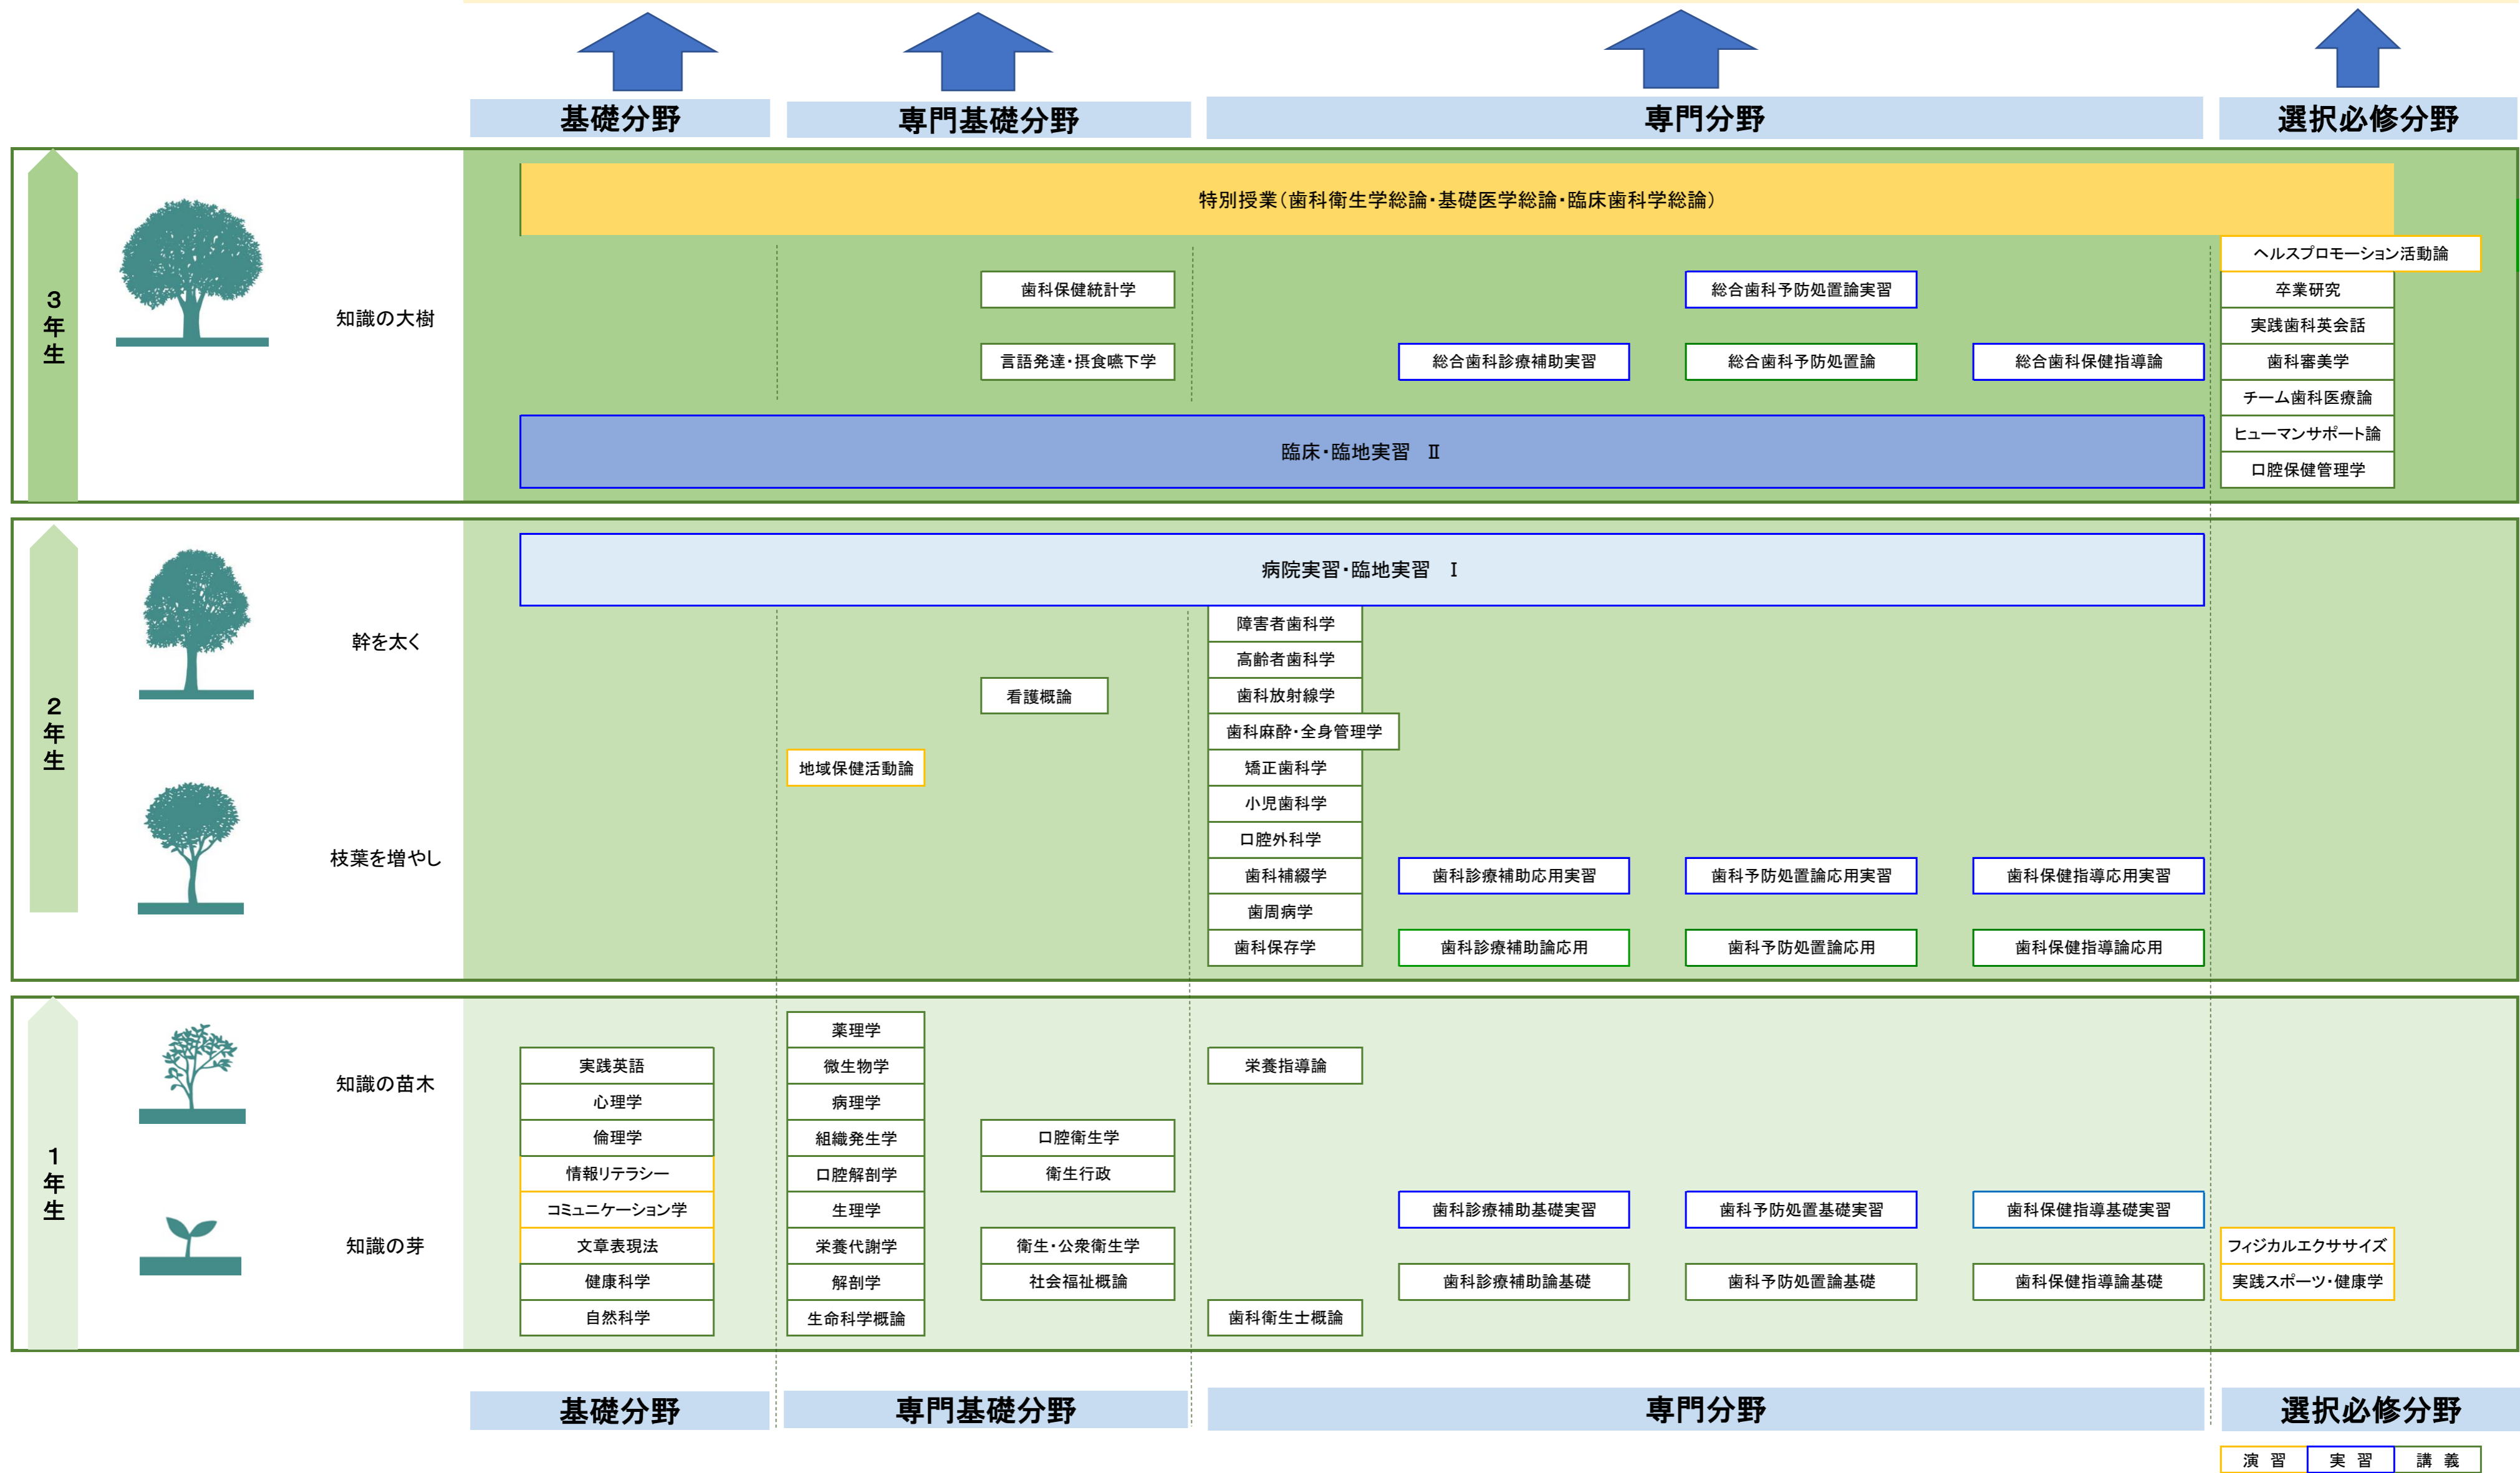 基礎分野
専門基礎分野
専門分野
選択必修分野
3年生
知識の大樹
特別授業(歯科衛生学総論・基礎医学総論・臨床歯科学総論)
歯科保健統計学
言語発達・摂食嚥下学
総合歯科予防処置論実習
総合歯科診療補助実習
総合歯科予防処置論
総合歯科保健指導論
臨床・臨地実習 Ⅱ
ヘルスプロモーション活動論
卒業研究
実践歯科英会話
歯科審美学
チーム歯科医療論
ヒューマンサポート論
口腔保健管理学
2年生
幹を太く
枝葉を増やし
病院実習・臨地実習 Ⅰ
看護概論
地域保健活動論
障害者歯科学
高齢者歯科学
歯科放射線学
歯科麻酔・全身管理学
矯正歯科学
小児歯科学
口腔外科学
歯科補綴学
歯周病学
歯科保存学
歯科診療補助応用実習
歯科予防処置論応用実習
歯科保健指導応用実習
歯科診療補助論応用
歯科予防処置論応用
歯科保健指導論応用
1年生
知識の苗木
知識の芽
実践英語
心理学
倫理学
情報リテラシー
コミュニケーション学
文章表現法
健康科学
自然科学
薬理学
微生物学
病理学
組織発生学
口腔解剖学
生理学
栄養代謝学
解剖学
生命科学概論
口腔衛生学
衛生行政
衛生・公衆衛生学
社会福祉概論
栄養指導論
歯科衛生士概論
歯科診療補助基礎実習
歯科予防処置基礎実習
歯科保健指導基礎実習
歯科診療補助論基礎
歯科予防処置論基礎
歯科保健指導論基礎
フィジカルエクササイズ
実践スポーツ・健康学
基礎分野
専門基礎分野
専門分野
選択必修分野
演 習
実 習
講 義